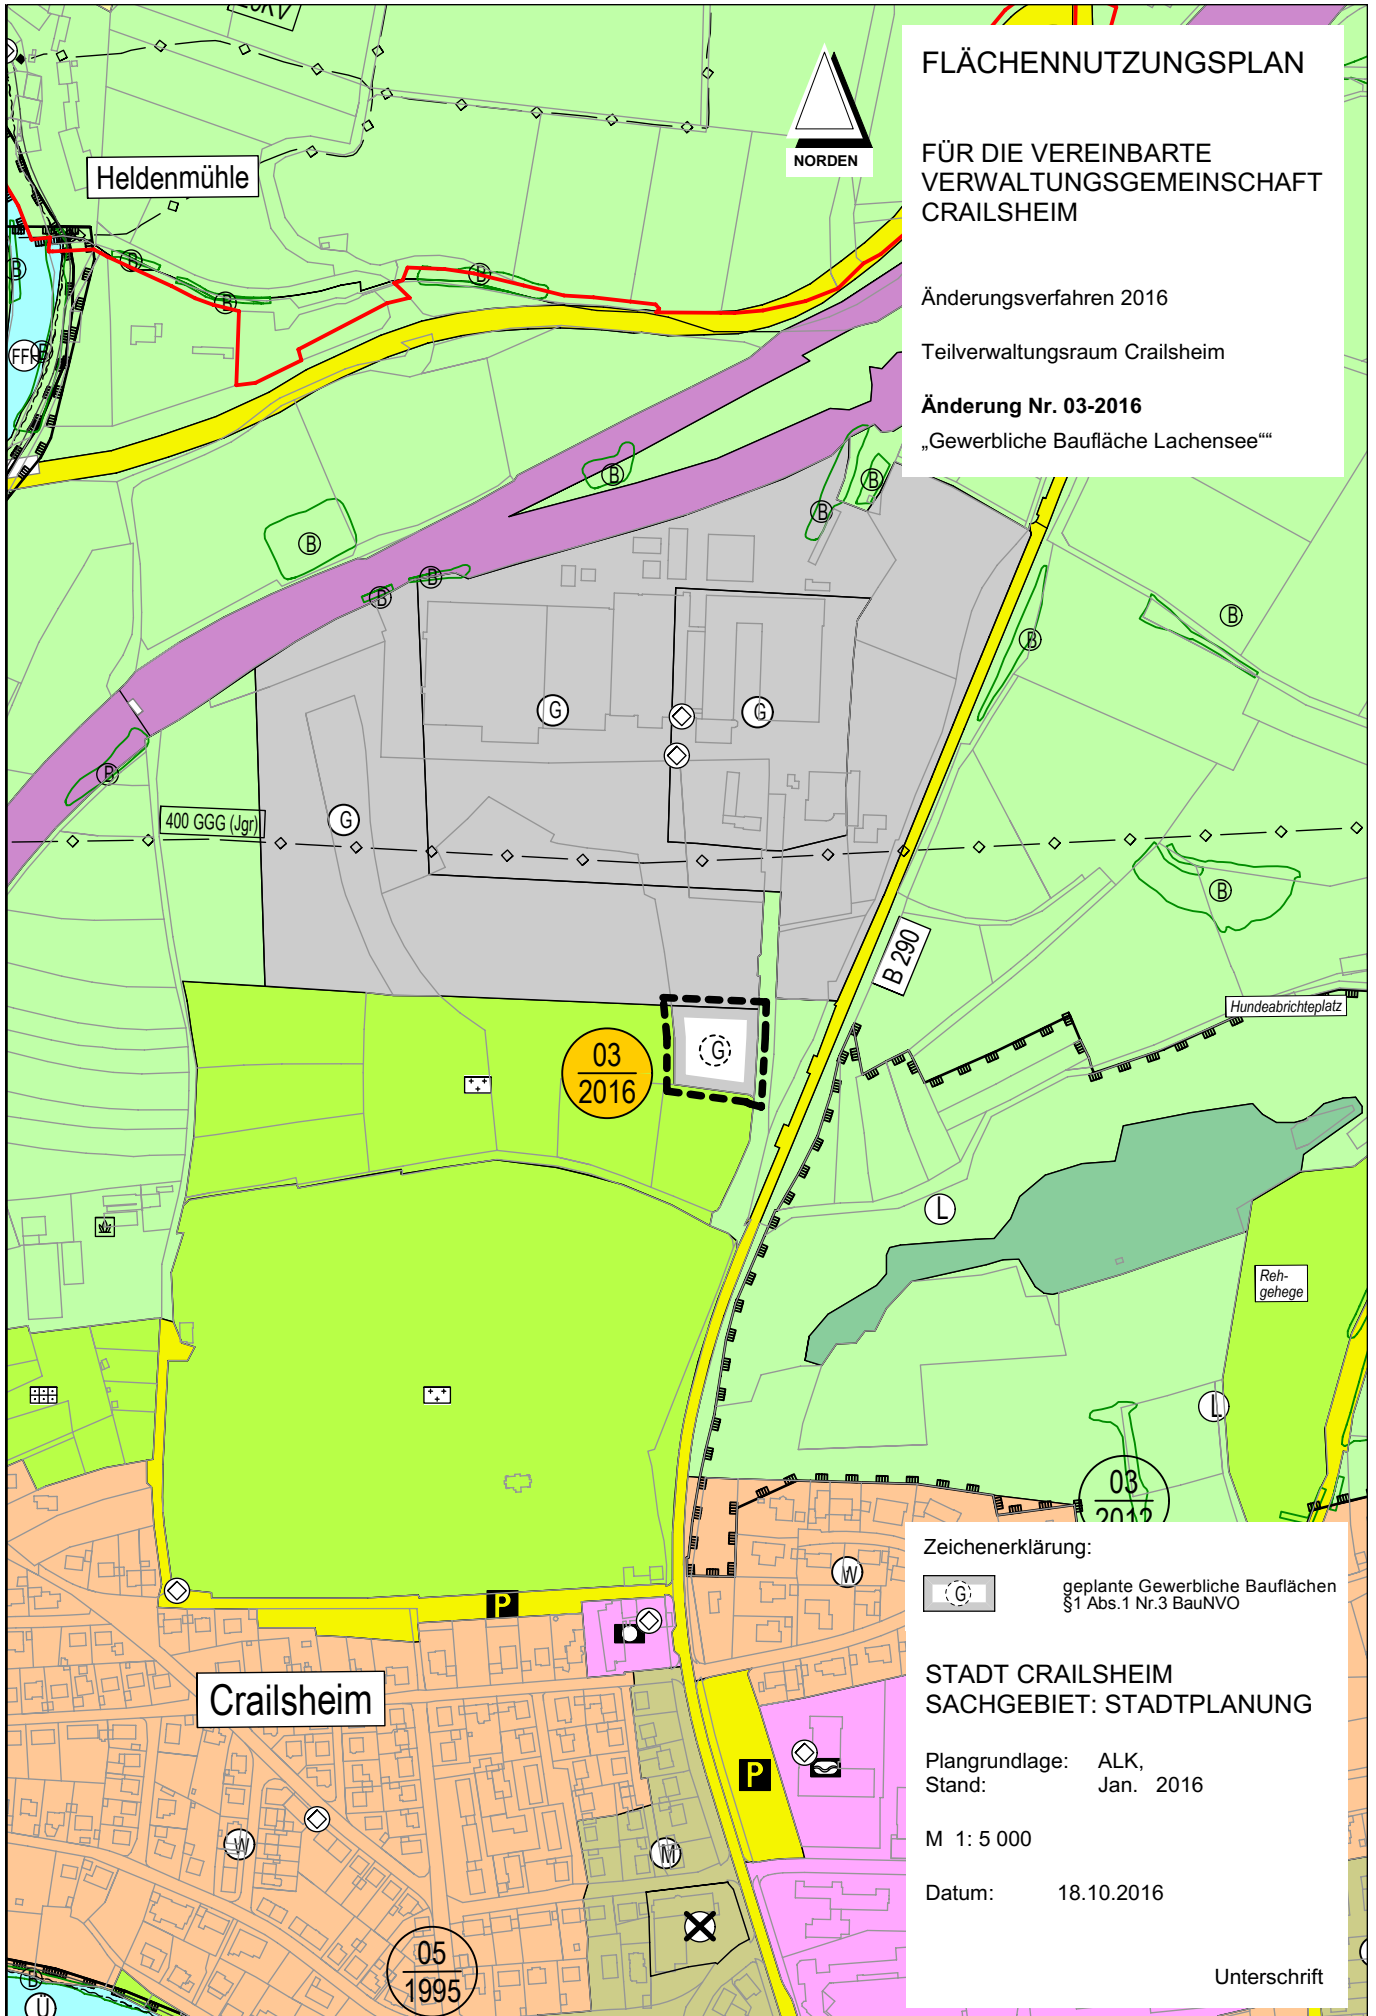 FLÄCHENNUTZUNGSPLAN
FÜR DIE VEREINBARTE
VERWALTUNGSGEMEINSCHAFT
CRAILSHEIM
Änderungsverfahren 2016
Teilverwaltungsraum Crailsheim
Änderung Nr. 03-2016
„Gewerbliche Baufläche Lachensee““
NORDEN
Heldenmühle
B
B
B
B
FFH
B
B
B
B
B
B
B
B
B
B
B
G
G
G
400 GGG (Jgr)
B
B 290
Hundeabrichteplatz
G
03
2016
L
Reh-
gehege
L
03
2012
W
P
Crailsheim
P
W
M
05
1995
B
Ü
Zeichenerklärung:
G
geplante Gewerbliche Bauflächen
§1 Abs.1 Nr.3 BauNVO
STADT CRAILSHEIM
SACHGEBIET: STADTPLANUNG
Plangrundlage: ALK,
Stand: Jan. 2016
M 1: 5 000
Datum: 18.10.2016
Unterschrift